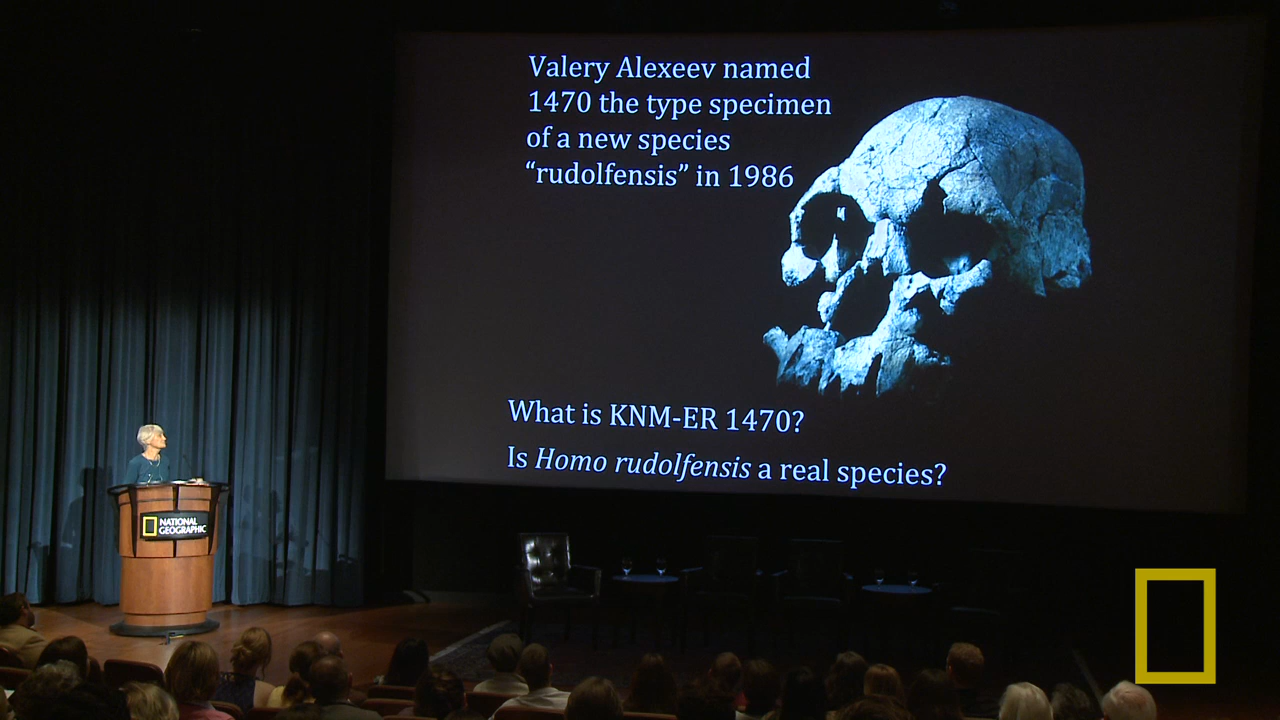 Valery Alexeev named
1470 the type specimen
of a new species
“rudolfensis” in 1986
What is KNM-ER 1470?
Is Homo rudolfensis a real species?
NATIONAL
GEOGRAPHIC